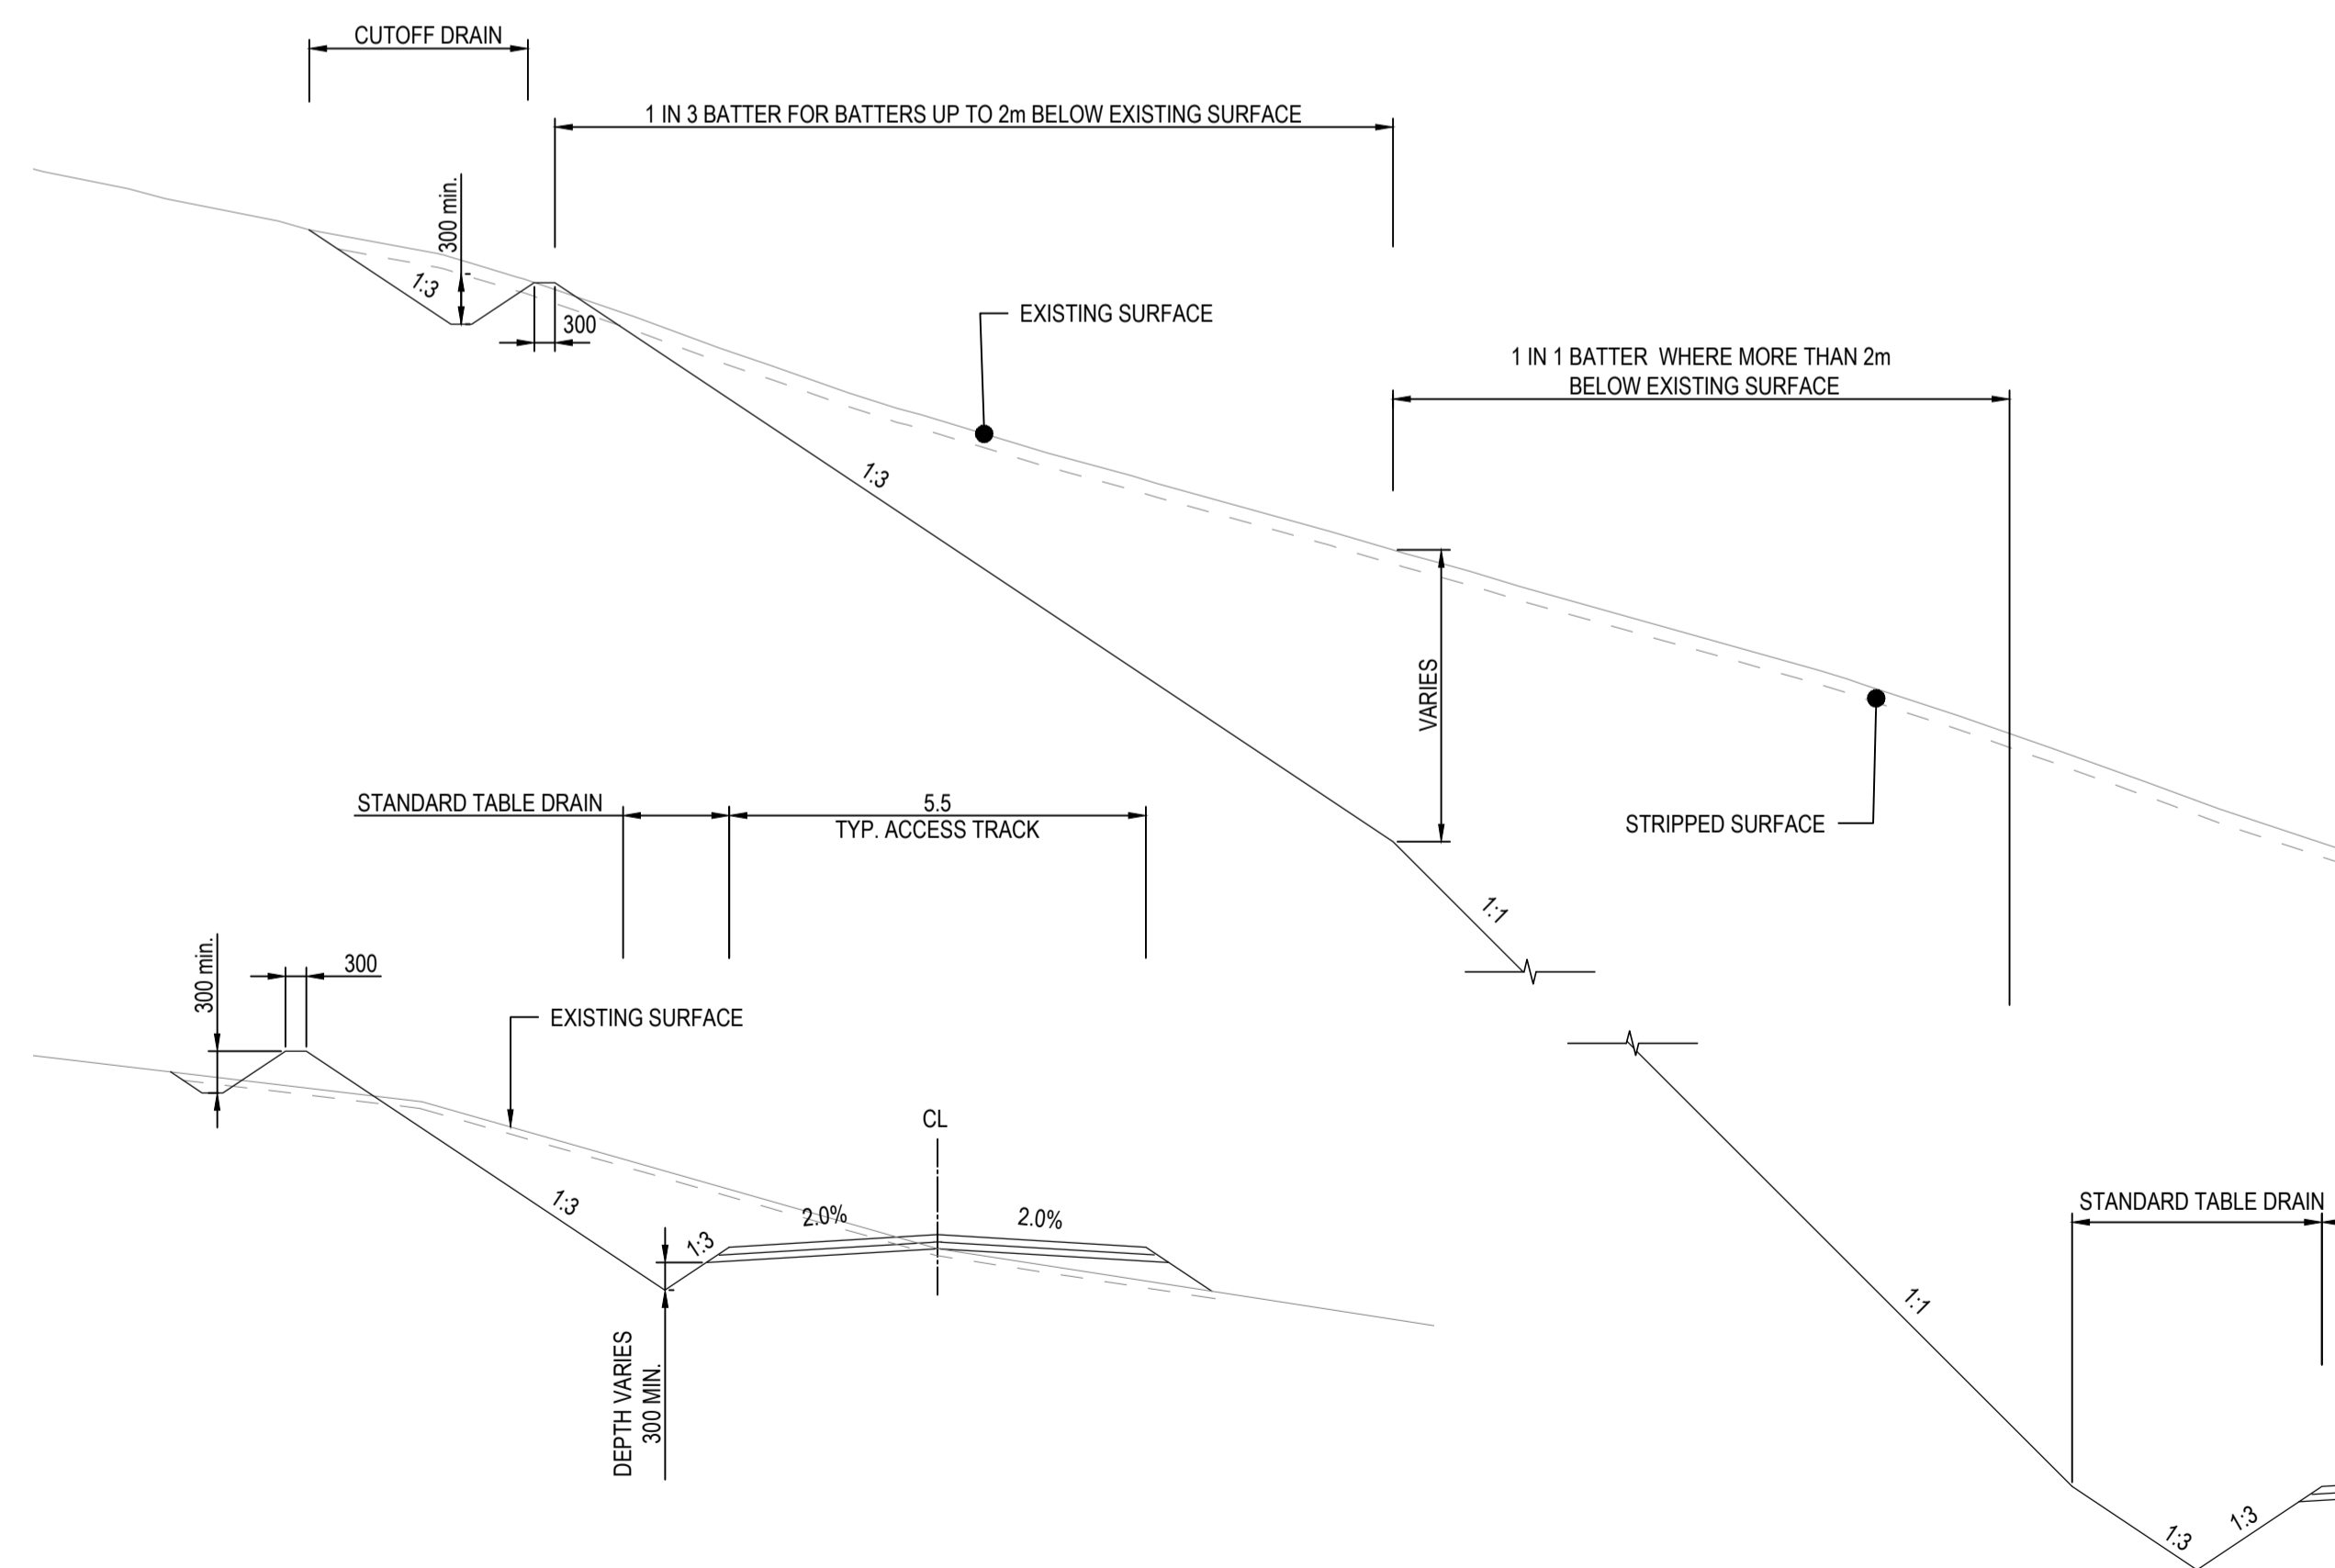 CUTOFF DRAIN
1 IN 3 BATTER FOR BATTERS UP TO 2m BELOW EXISTING SURFACE
300 min.
1:3
300
EXISTING SURFACE
1 IN 1 BATTER WHERE MORE THAN 2m
BELOW EXISTING SURFACE
1:3
VARIES
STRIPPED SURFACE
1:1
STANDARD TABLE DRAIN
5.5
TYP. ACCESS TRACK
300 min.
300
EXISTING SURFACE
CL
1:3
1:3
2.0%
2.0%
DEPTH VARIES
300 MIN.
STANDARD TABLE DRAIN
1:1
1:3
1:3